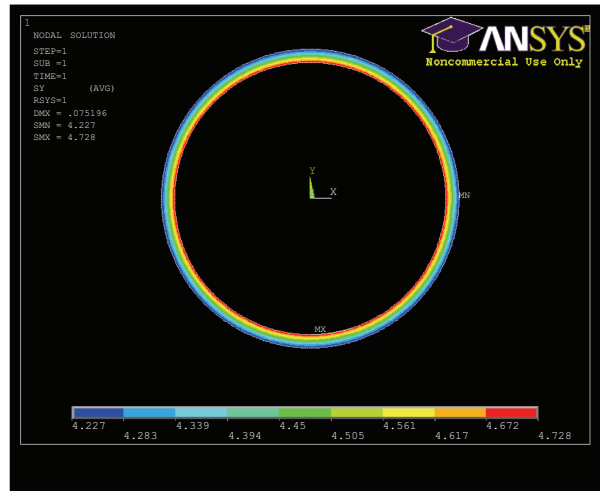 1
NODAL SOLUTION
STEP=1
SUB =1
TIME=1
SY (AVG)
RSYS=1
DMX = .075196
SMN = 4.227
SMX = 4.728
ANSYS
Noncommercial Use Only
Y
X
MN
MX
4.227 4.339 4.45 4.561 4.672
4.283 4.394 4.505 4.617 4.728